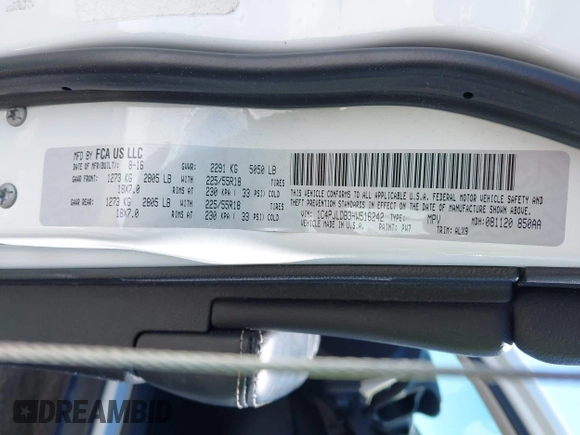 MFD BY FCA US LLC
DATE OF MFR/BUILT: 8-16 GVWR: 2291 KG 5050 LB
GAWR FRONT: 1273 KG 2805 LB WITH 225/55R18 TIRES
18X7.0 RIMS AT 230 KPA( 33 PSI) COLD
GAWR REAR: 1273 KG 2805 LB WITH 225/55R18 TIRES
18X7.0 RIMS AT 230 KPA( 33 PSI) COLD
THIS VEHICLE CONFORMS TO ALL APPLICABLE U.S.A. FEDERAL MOTOR VEHICLE SAFETY AND
THEFT PREVENTION STANDARDS IN EFFECT ON THE DATE OF MANUFACTURE SHOWN ABOVE.
VIN: TYPE: MPV MDH: 081120 850AA
VEHICLE MADE IN U.S.A. PAINT: PW7 TRIM: ALX9
DREAMBID